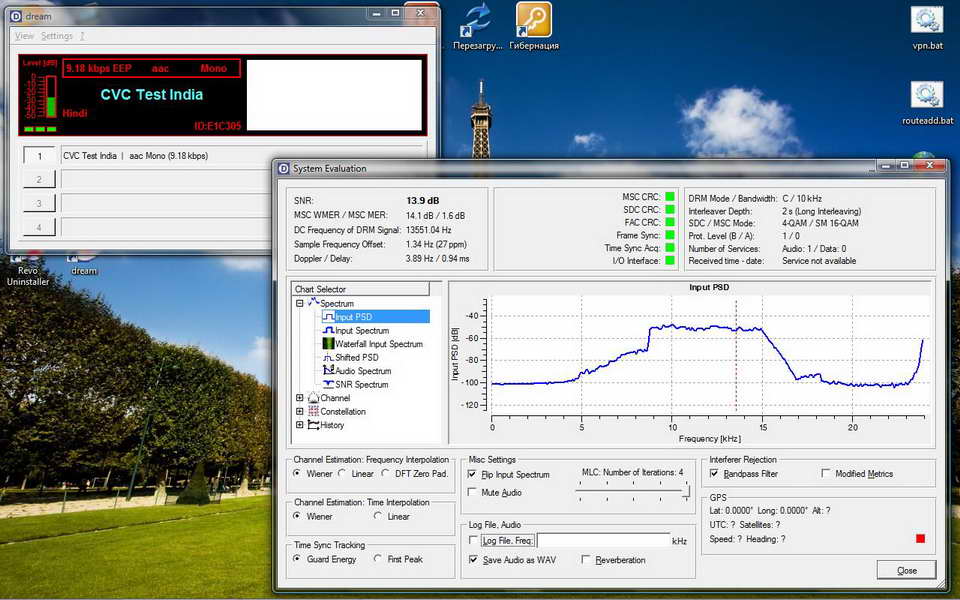 dream
View Settings ?
Level [dB]
9.18 kbps EEP aac Mono
CVC Test India
Hindi
ID:E1C305
1 CVC Test India | aac Mono (9.18 kbps)
2
3
4
Перезагру...
Гибернация
vpn.bat
routeadd.bat
Revo
Uninstaller
dream
System Evaluation
SNR: 13.9 dB
MSC WMER / MSC MER: 14.1 dB / 1.6 dB
DC Frequency of DRM Signal: 13551.04 Hz
Sample Frequency Offset: 1.34 Hz (27 ppm)
Doppler / Delay: 3.89 Hz / 0.94 ms
MSC CRC:
SDC CRC:
FAC CRC:
Frame Sync:
Time Sync Acq:
I/O Interface:
DRM Mode / Bandwidth: C / 10 kHz
Interleaver Depth: 2 s (Long Interleaving)
SDC / MSC Mode: 4-QAM / SM 16-QAM
Prot. Level (B / A): 1 / 0
Number of Services: Audio: 1 / Data: 0
Received time - date: Service not available
Chart Selector
Spectrum
Input PSD
Input Spectrum
Waterfall Input Spectrum
Shifted PSD
Audio Spectrum
SNR Spectrum
Channel
Constellation
History
Input PSD
Input PSD [dB]
-40
-60
-80
-100
-120
0 5 10 15 20
Frequency [kHz]
Channel Estimation: Frequency Interpolation
Wiener Linear DFT Zero Pad.
Channel Estimation: Time Interpolation
Wiener Linear
Time Sync Tracking
Guard Energy First Peak
Misc Settings
Flip Input Spectrum
Mute Audio
MLC: Number of Iterations: 4
Log File, Audio
Log File, Freq: kHz
Save Audio as WAV Reverberation
Interferer Rejection
Bandpass Filter Modified Metrics
GPS
Lat: 0.0000° Long: 0.0000° Alt: ?
UTC: ? Satellites: ?
Speed: ? Heading: ?
Close